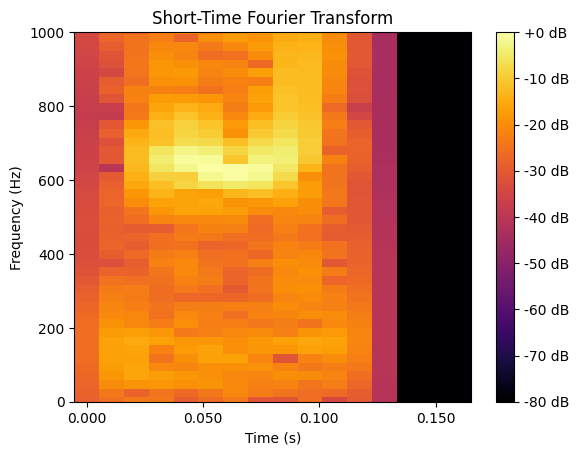 Short-Time Fourier Transform
1000
800
600
400
200
0
Frequency (Hz)
0.000
0.050
0.100
0.150
Time (s)
+0 dB
-10 dB
-20 dB
-30 dB
-40 dB
-50 dB
-60 dB
-70 dB
-80 dB